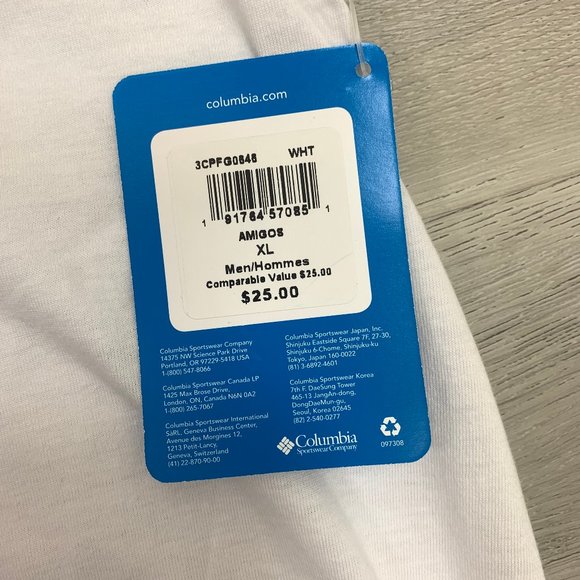 columbia.com
3CPFG0646 WHT
1 91764 57085 1
AMIGOS
XL
Men/Hommes
Comparable Value $25.00
$25.00
Columbia Sportswear Company
14375 NW Science Park Drive
Portland, OR 97229-5418 USA
1-(800) 547-8066
Columbia Sportswear Canada LP
1425 Max Brose Drive,
London, ON, Canada N6N 0A2
1-(800) 265-7067
Columbia Sportswear International
SáRL, Geneva Business Center,
Avenue des Morgines 12,
1213 Petit-Lancy,
Geneva, Switzerland
(41) 22-870-90-00
Columbia Sportswear Japan, Inc.
Shinjuku Eastside Square 7F, 27-30,
Shinjuku 6-Chome, Shinjuku-ku
Tokyo, Japan 160-0022
(81) 3-6892-4601
Columbia Sportswear Korea
7th F. DaeSung Tower
465-13 JangAn-dong,
DongDaeMun-gu,
Seoul, Korea 02645
(82) 2-540-0277
Columbia
Sportswear Company
097308